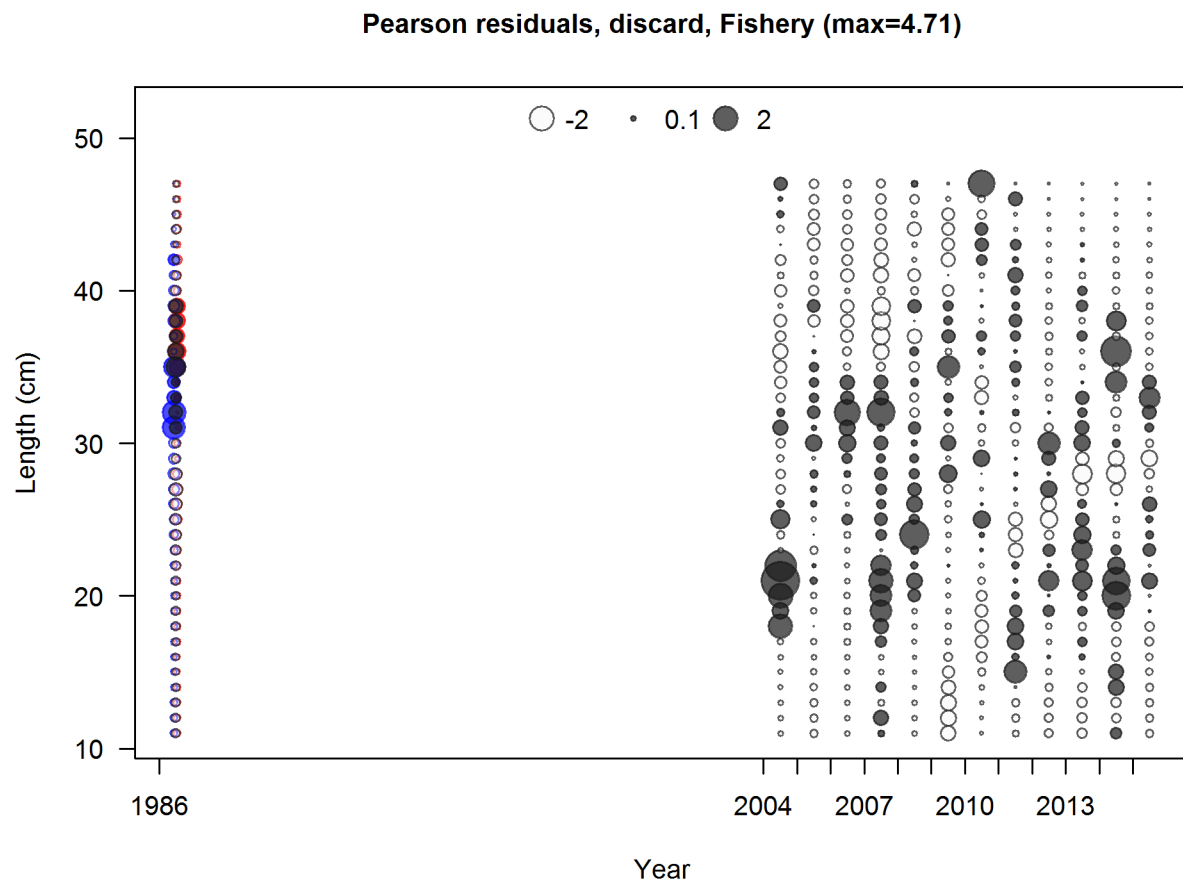 Pearson residuals, discard, Fishery (max=4.71)
-2 0.1 2
50
40
30
20
10
Length (cm)
1986 2004 2007 2010 2013
Year